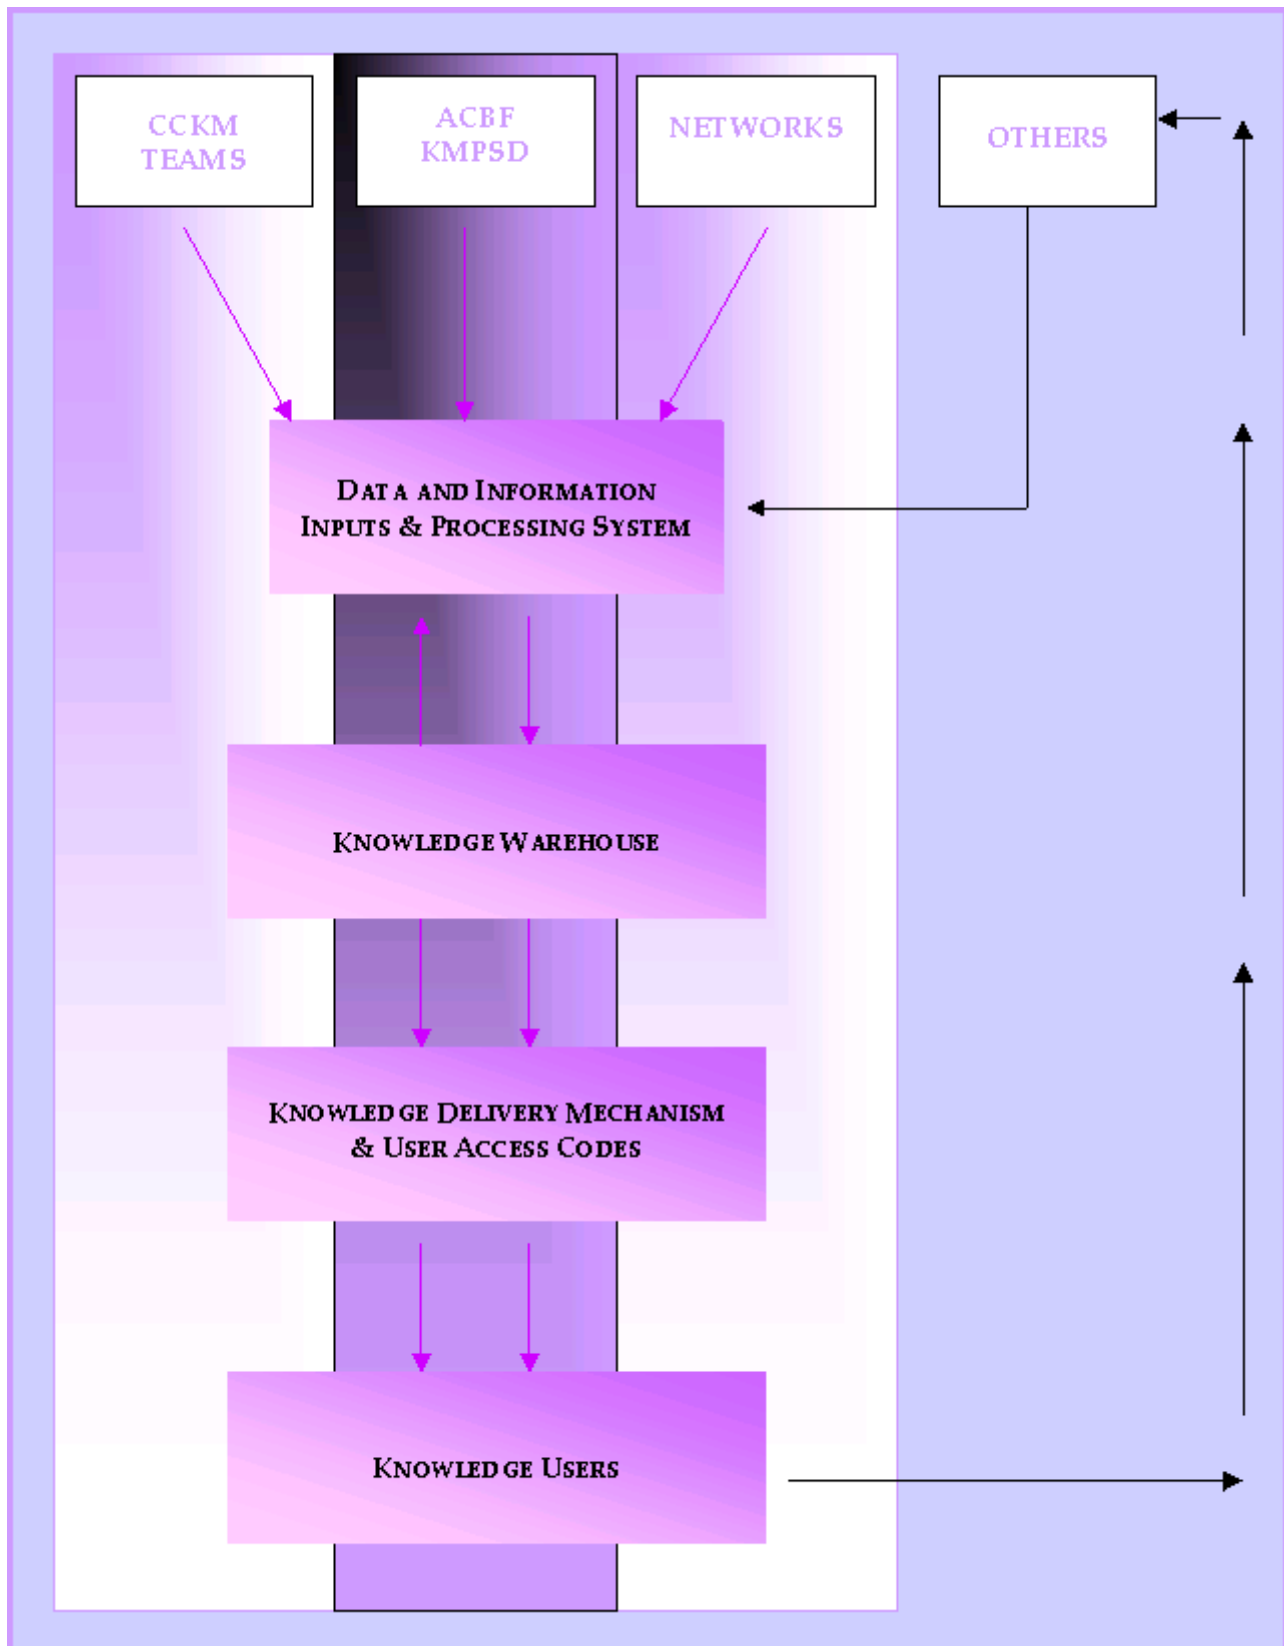 CCKM
TEAMS
ACBF
KMPSD
NETWORKS
OTHERS
DATA AND INFORMATION
INPUTS & PROCESSING SYSTEM
KNOWLEDGE WAREHOUSE
KNOWLEDGE DELIVERY MECHANISM
& USER ACCESS CODES
KNOWLEDGE USERS